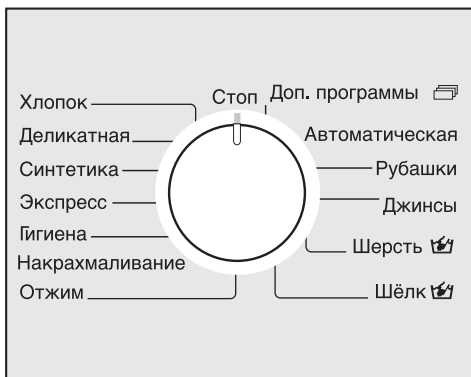 Стоп
Доп. программы
Автоматическая
Рубашки
Джинсы
Шерсть
Шёлк
Хлопок
Деликатная
Синтетика
Экспресс
Гигиена
Накрахмаливание
Отжим